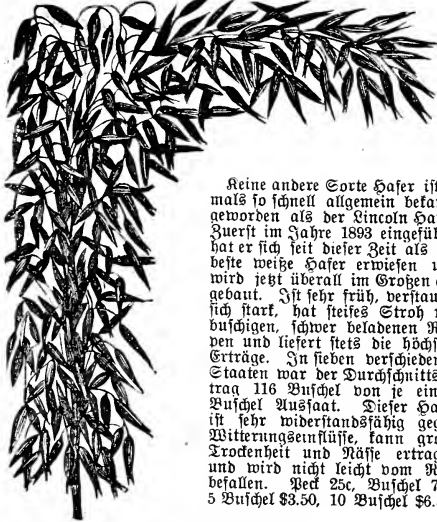 Keine andere Sorte Hafer ist
mals so schnell allgemein beka
geworden als der Lincoln Ha
Zuerst im Jahre 1893 eingefüh
hat er sich seit dieser Zeit als
beste weiße Hafer erwiesen u
wird jetzt überall im Großen
gebaut. Ist sehr früh, verstau
sich stark, hat steifes Stroh
buschigen, schwer beladenen Ri
pen und liefert stets die höchs
Erträge. In sieben verschieden
Staaten war der Durchschnitts
trag 116 Buschel von je ein
Buschel Aussaat. Dieser Ha
ist sehr widerstandsfähig geg
Witterungseinflüsse, kann gro
Trockenheit und Nässe ertrag
und wird nicht leicht vom R
befallen. Peck 25c, Buschel 7
5 Buschel $3.50, 10 Buschel $6.